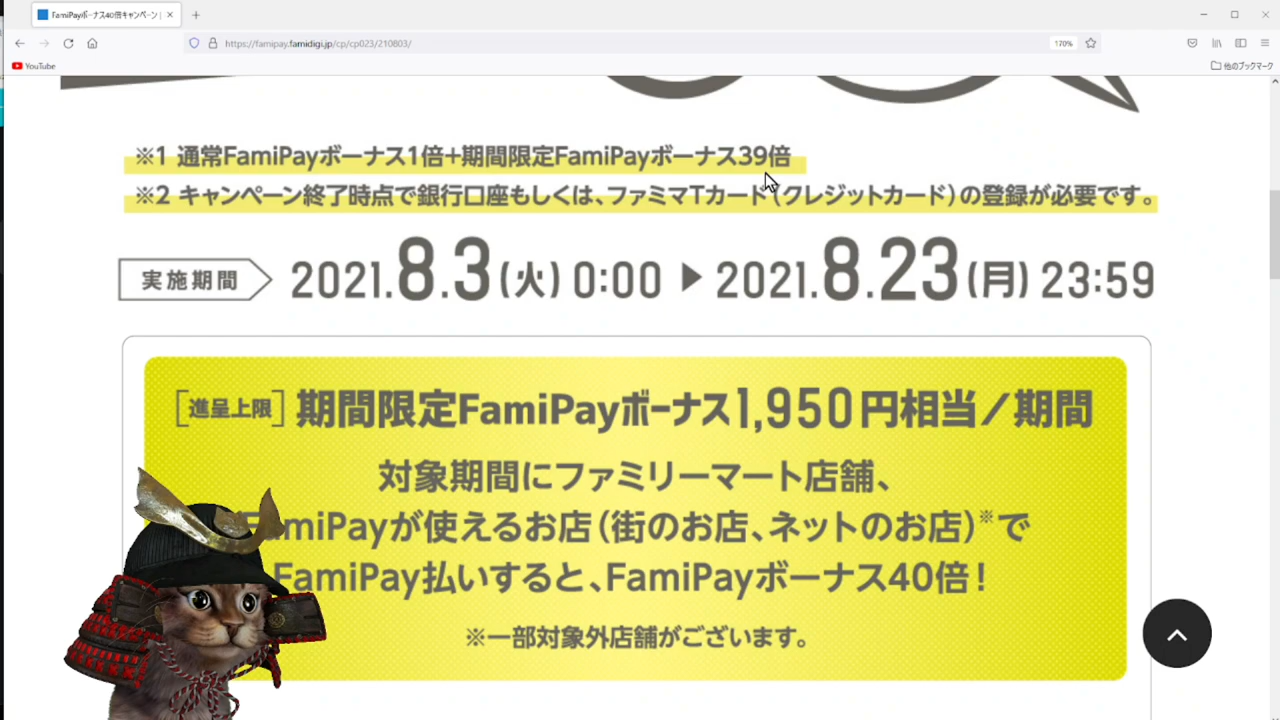 FamiPayボーナス40倍キャンペーン |
https://famipay.famidigi.jp/cp/cp023/210803/
170%
YouTube
他のブックマーク
※1 通常FamiPayボーナス1倍+期間限定FamiPayボーナス39倍
※2 キャンペーン終了時点で銀行口座もしくは、ファミマTカード(クレジットカード)の登録が必要です。
実施期間 2021.8.3(火) 0:00 ▶ 2021.8.23(月) 23:59
[進呈上限] 期間限定FamiPayボーナス1,950円相当/期間
対象期間にファミリーマート店舗、
FamiPayが使えるお店(街のお店、ネットのお店)※で
FamiPay払いすると、FamiPayボーナス40倍!
※一部対象外店舗がございます。